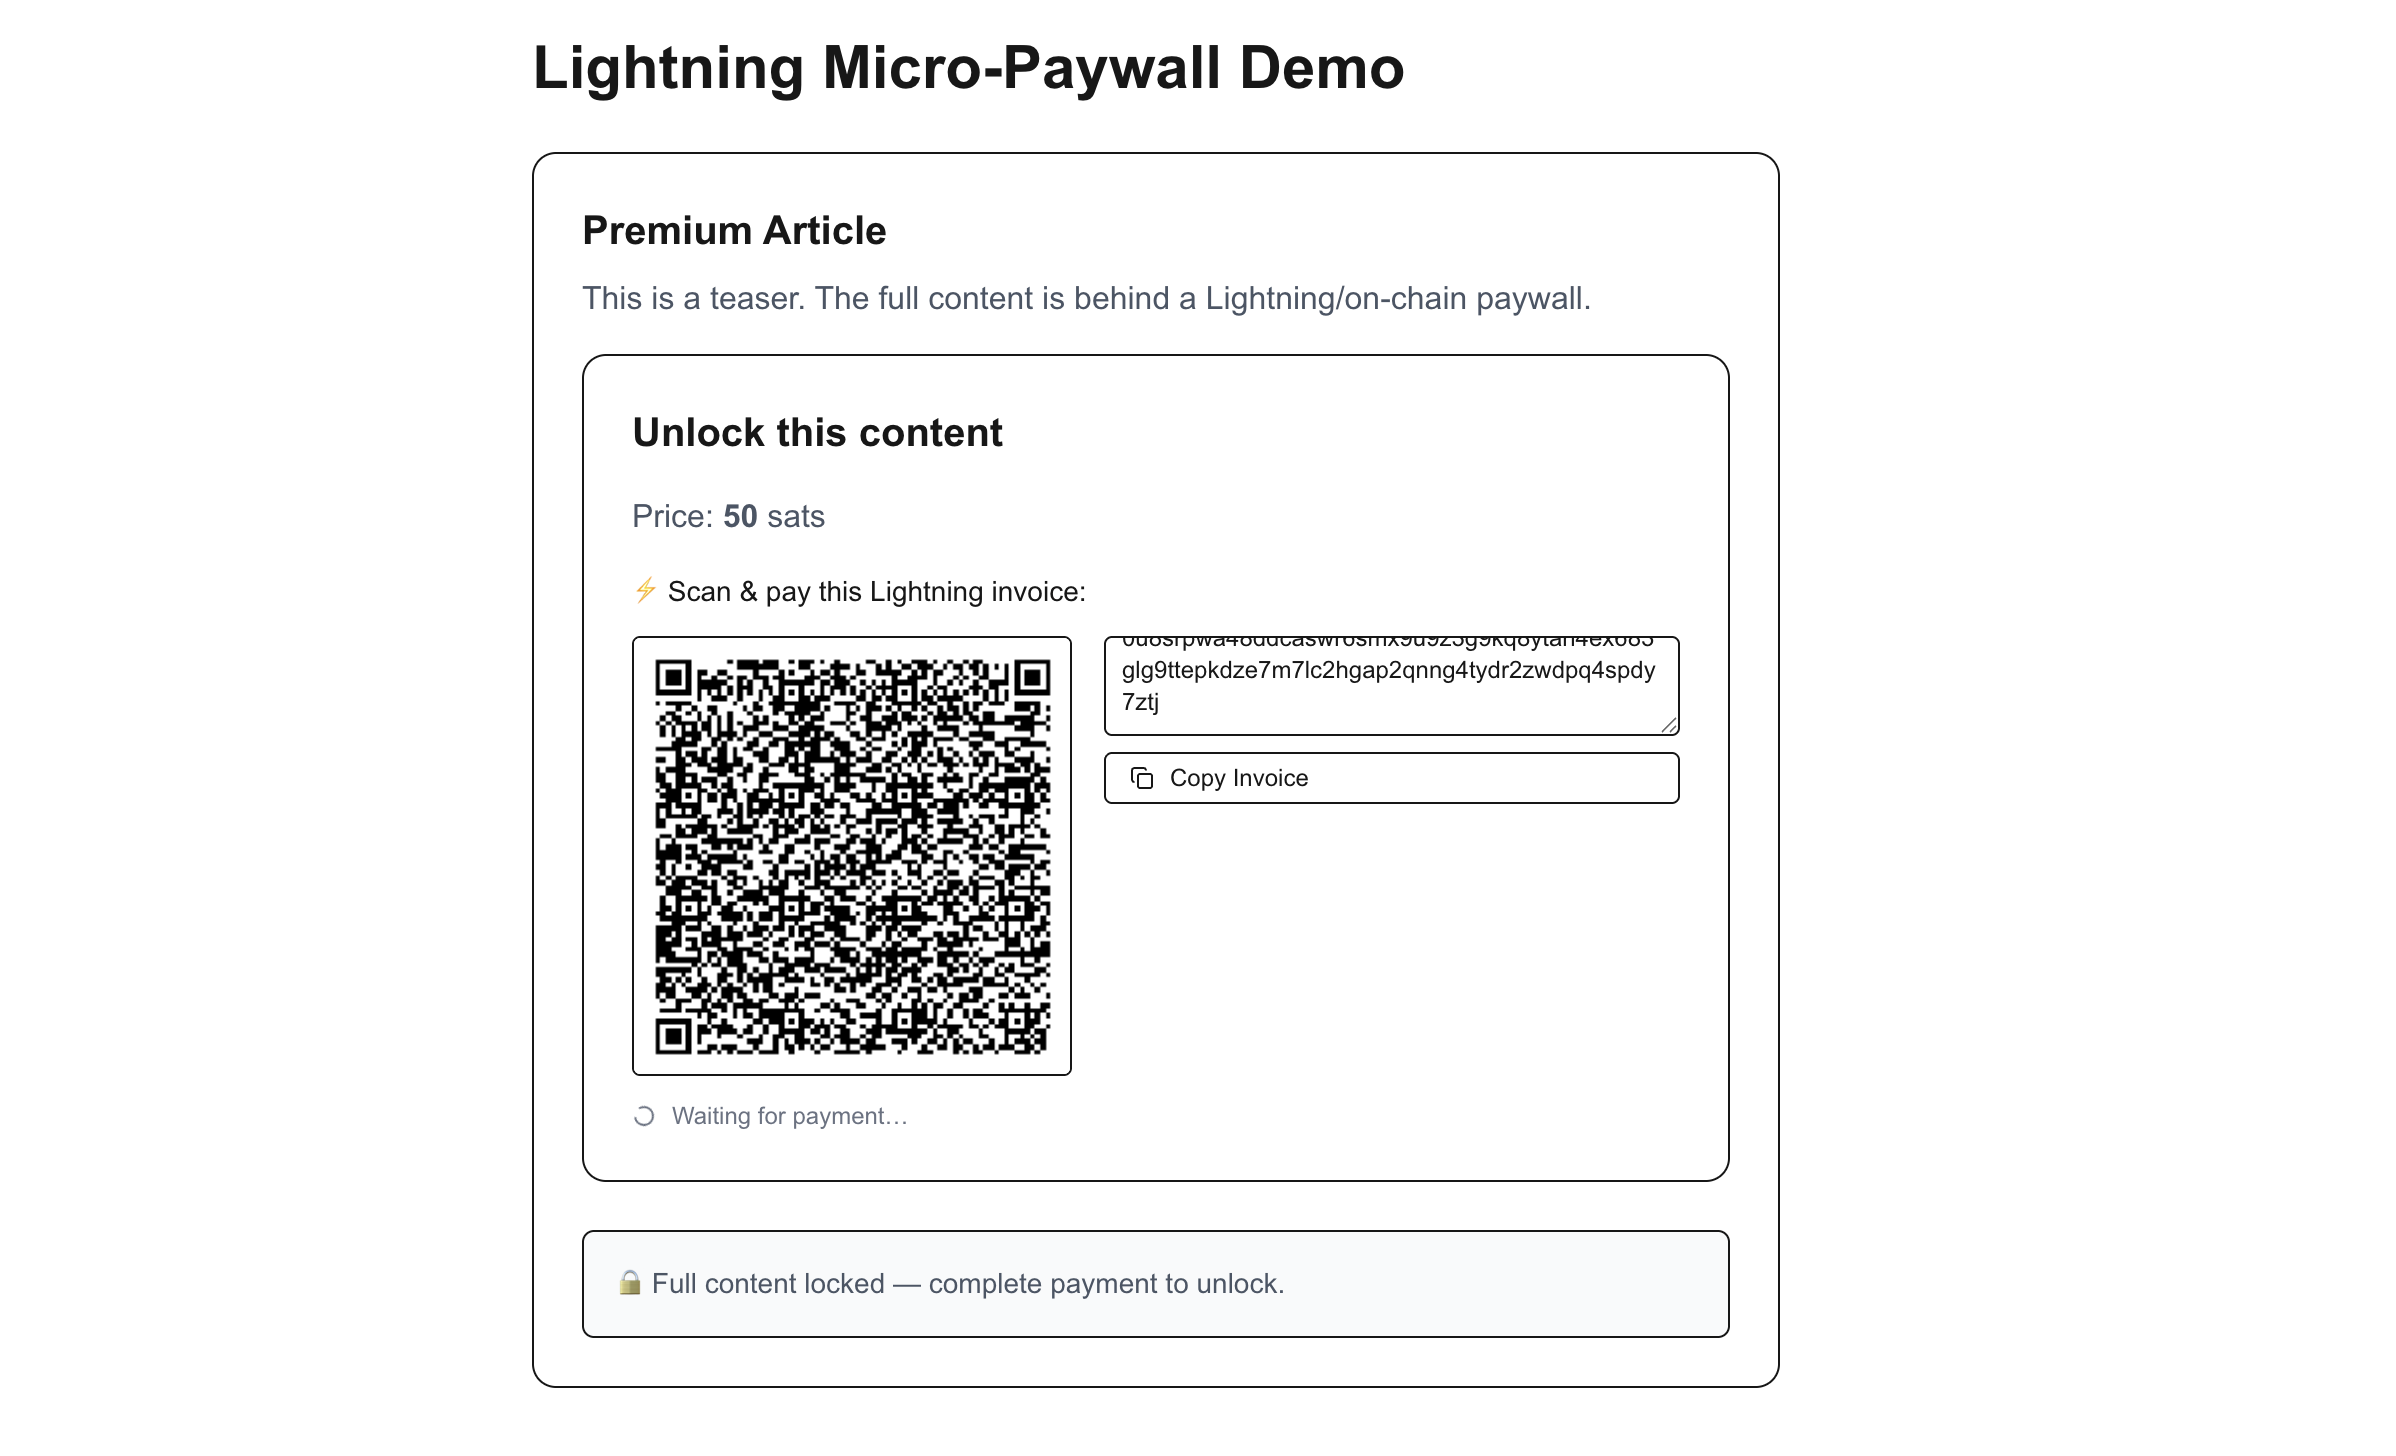 Lightning Micro-Paywall Demo
Premium Article
This is a teaser. The full content is behind a Lightning/on-chain paywall.
Unlock this content
Price: 50 sats
⚡ Scan & pay this Lightning invoice:
glg9ttepkdze7m7lc2hgap2qnng4tydr2zwdpq4spdy
7ztj
Copy Invoice
Waiting for payment…
🔒 Full content locked — complete payment to unlock.